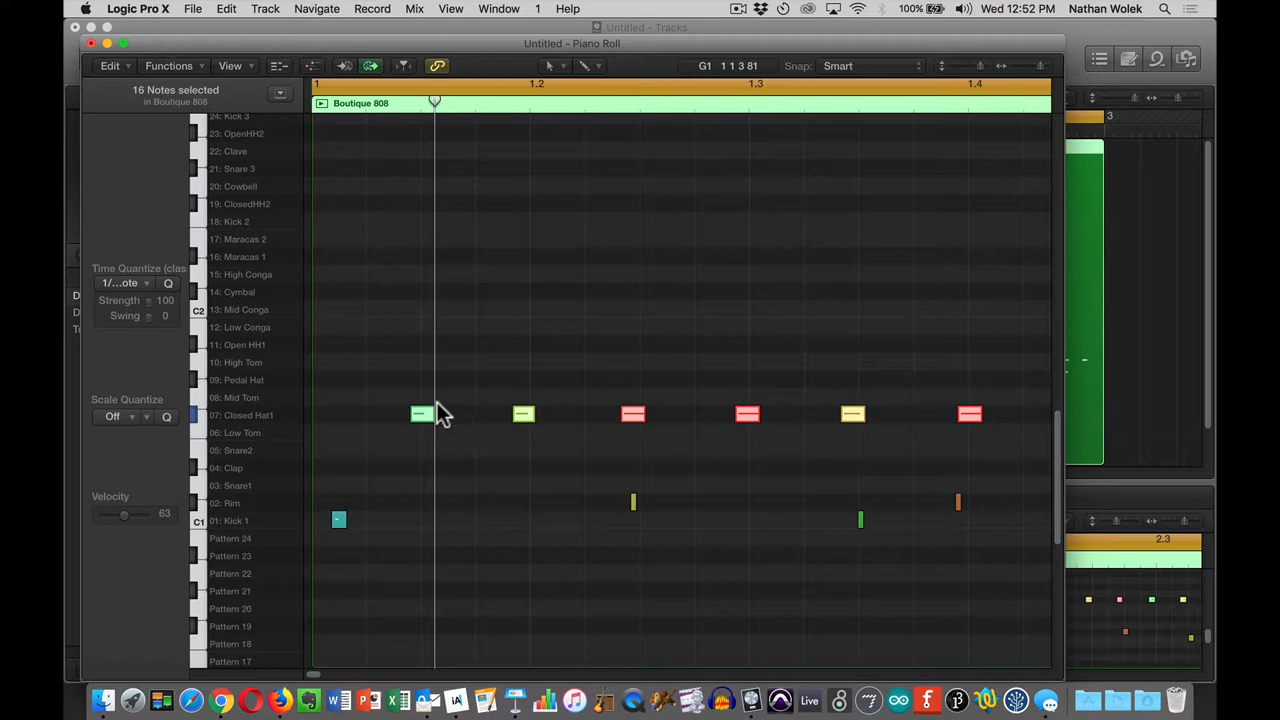 Logic Pro X File Edit Track Navigate Record Mix View Window 1 Help 100% Wed 12:52 PM Nathan Wolek
Untitled - Tracks
Untitled - Piano Roll
Edit Functions View G1 1 1 3 81 Snap: Smart
16 Notes selected
in Boutique 808
1 1.2 1.3 1.4
Boutique 808
3
24: Kick 3
23: OpenHH2
22: Clave
21: Snare 3
20: Cowbell
19: ClosedHH2
18: Kick 2
17: Maracas 2
16: Maracas 1
15: High Conga
14: Cymbal
C2 13: Mid Conga
12: Low Conga
11: Open HH1
10: High Tom
09: Pedal Hat
08: Mid Tom
07: Closed Hat1
06: Low Tom
05: Snare2
04: Clap
03: Snare1
02: Rim
C1 01: Kick 1
Pattern 24
Pattern 23
Pattern 22
Pattern 21
Pattern 20
Pattern 19
Pattern 18
Pattern 17
Time Quantize (clas
1/...ote Q
Strength 100
Swing 0
Scale Quantize
Off Q
Velocity
63
2.3
Live